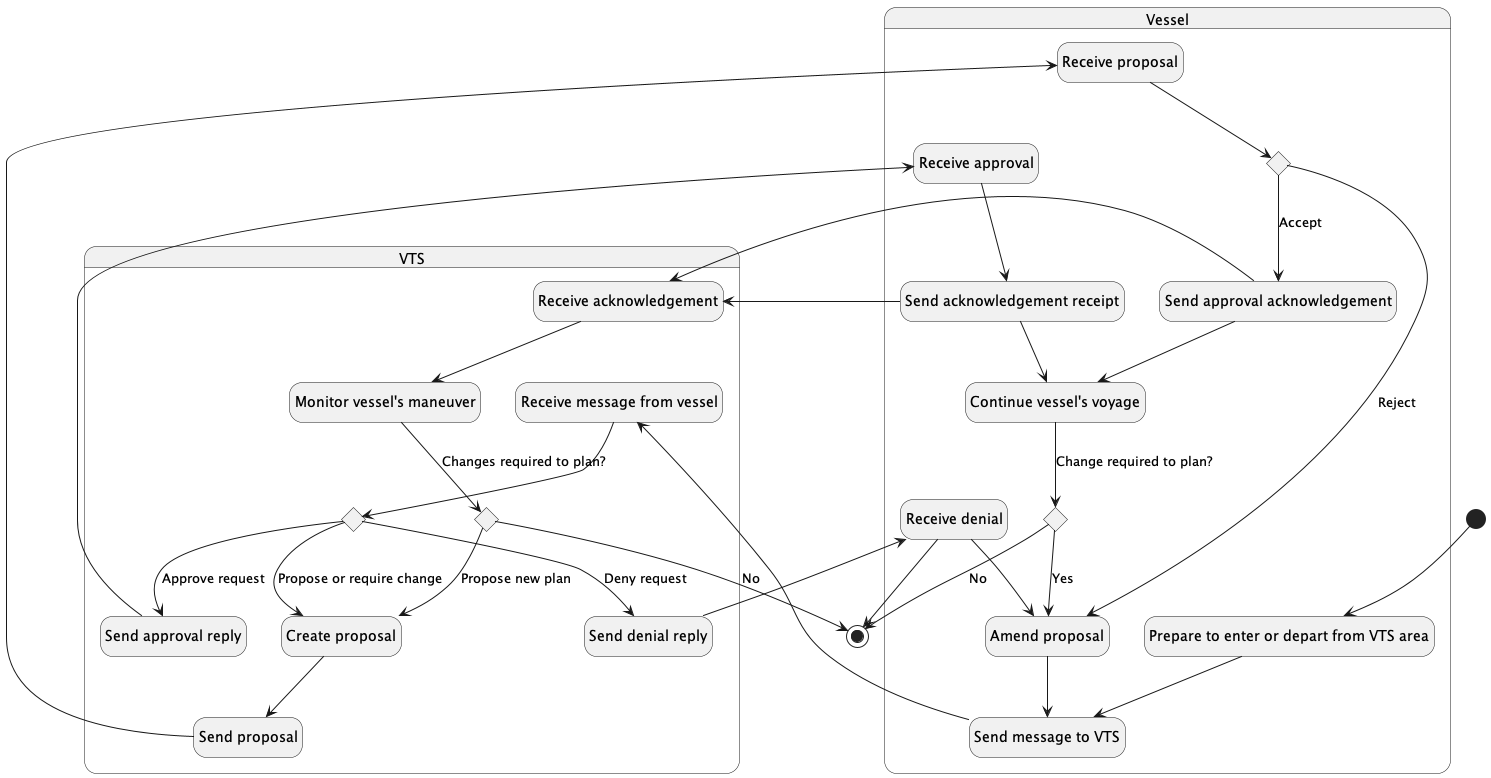 Vessel
Receive proposal
Receive approval
Accept
VTS
Receive acknowledgement
Send acknowledgement receipt
Send approval acknowledgement
Monitor vessel's maneuver
Receive message from vessel
Continue vessel's voyage
Reject
Changes required to plan?
Change required to plan?
Receive denial
Approve request
Propose or require change
Propose new plan
Deny request
No
No
Yes
Send approval reply
Create proposal
Send denial reply
Amend proposal
Prepare to enter or depart from VTS area
Send proposal
Send message to VTS